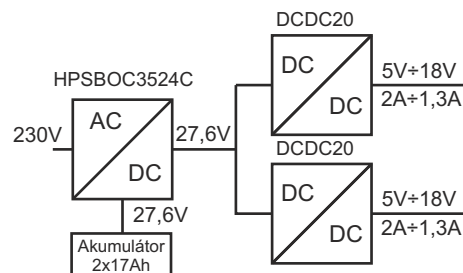 DCDC20
DC
DC
5V÷18V
2A÷1,3A
HPSBOC3524C
230V
AC
DC
27,6V
27,6V
Akumulátor
2x17Ah
DCDC20
DC
DC
5V÷18V
2A÷1,3A